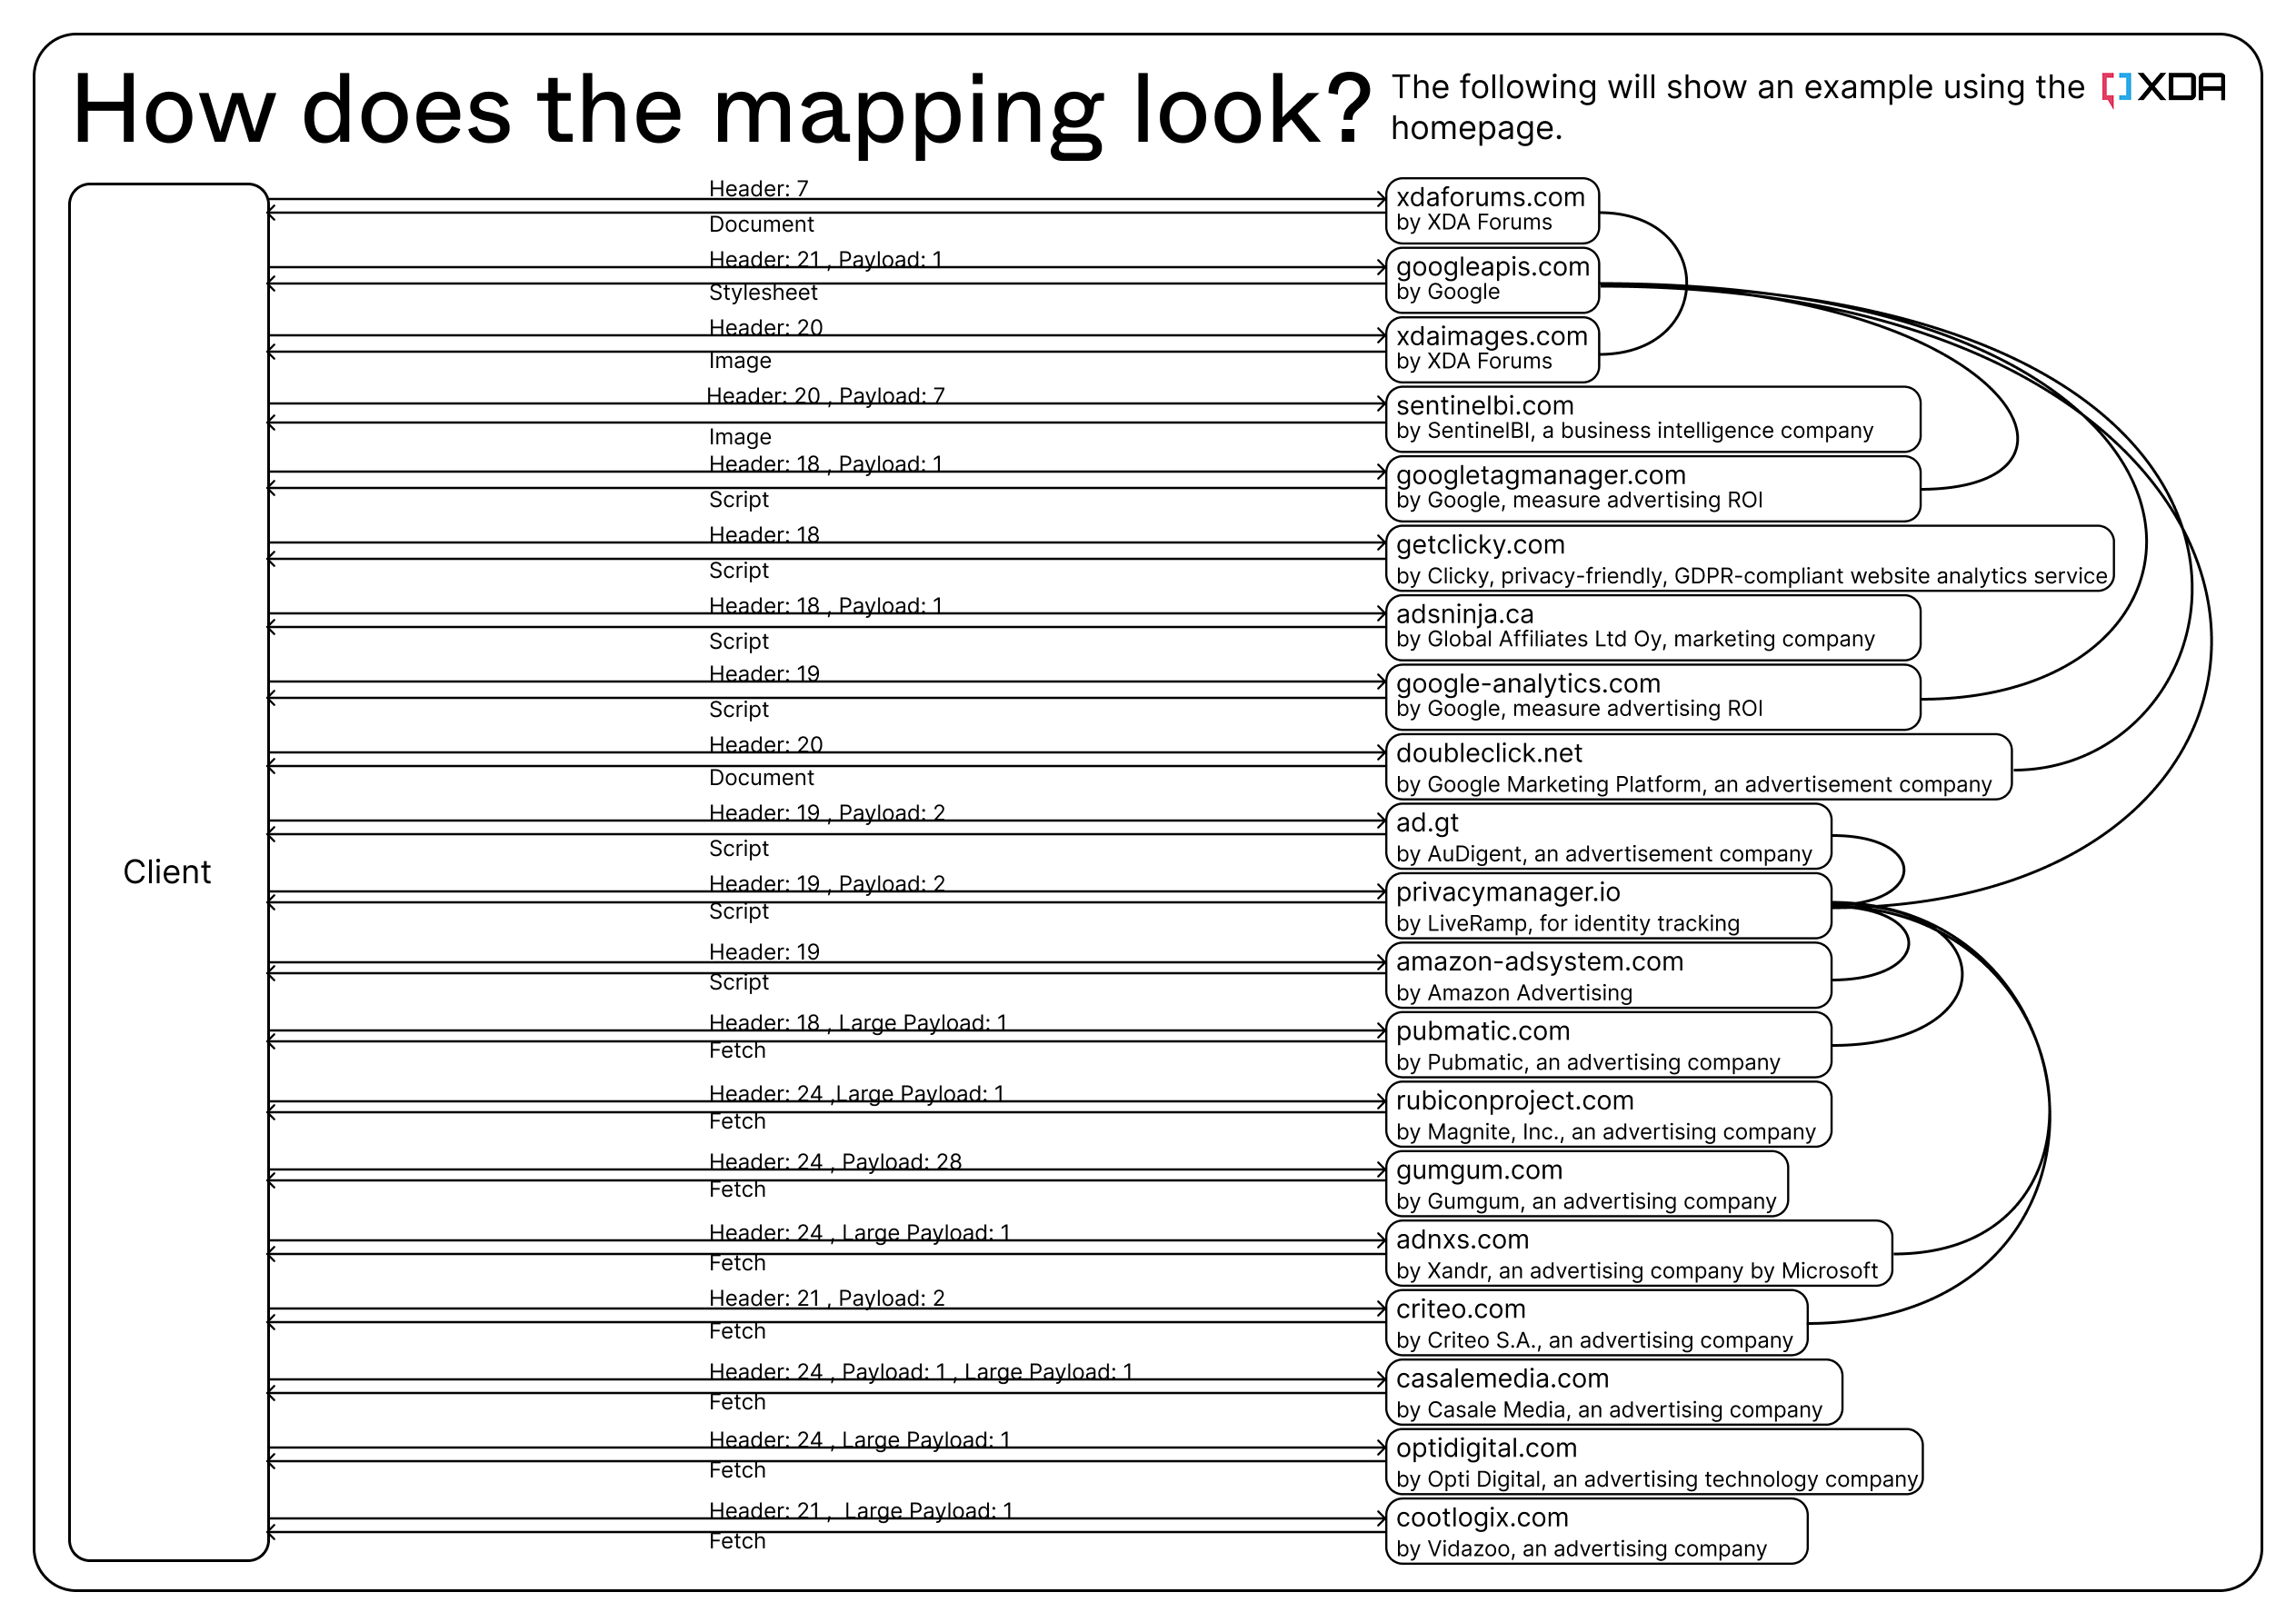 How does the mapping look?
The following will show an example using the XDA
homepage.
Client
Header: 7
Document
xdaforums.com
by XDA Forums
Header: 21 , Payload: 1
Stylesheet
googleapis.com
by Google
Header: 20
Image
xdaimages.com
by XDA Forums
Header: 20 , Payload: 7
Image
sentinelbi.com
by SentinelBI, a business intelligence company
Header: 18 , Payload: 1
Script
googletagmanager.com
by Google, measure advertising ROI
Header: 18
Script
getclicky.com
by Clicky, privacy-friendly, GDPR-compliant website analytics service
Header: 18 , Payload: 1
Script
adsninja.ca
by Global Affiliates Ltd Oy, marketing company
Header: 19
Script
google-analytics.com
by Google, measure advertising ROI
Header: 20
Document
doubleclick.net
by Google Marketing Platform, an advertisement company
Header: 19 , Payload: 2
Script
ad.gt
by AuDigent, an advertisement company
Header: 19 , Payload: 2
Script
privacymanager.io
by LiveRamp, for identity tracking
Header: 19
Script
amazon-adsystem.com
by Amazon Advertising
Header: 18 , Large Payload: 1
Fetch
pubmatic.com
by Pubmatic, an advertising company
Header: 24 ,Large Payload: 1
Fetch
rubiconproject.com
by Magnite, Inc., an advertising company
Header: 24 , Payload: 28
Fetch
gumgum.com
by Gumgum, an advertising company
Header: 24 , Large Payload: 1
Fetch
adnxs.com
by Xandr, an advertising company by Microsoft
Header: 21 , Payload: 2
Fetch
criteo.com
by Criteo S.A., an advertising company
Header: 24 , Payload: 1 , Large Payload: 1
Fetch
casalemedia.com
by Casale Media, an advertising company
Header: 24 , Large Payload: 1
Fetch
optidigital.com
by Opti Digital, an advertising technology company
Header: 21 , Large Payload: 1
Fetch
cootlogix.com
by Vidazoo, an advertising company